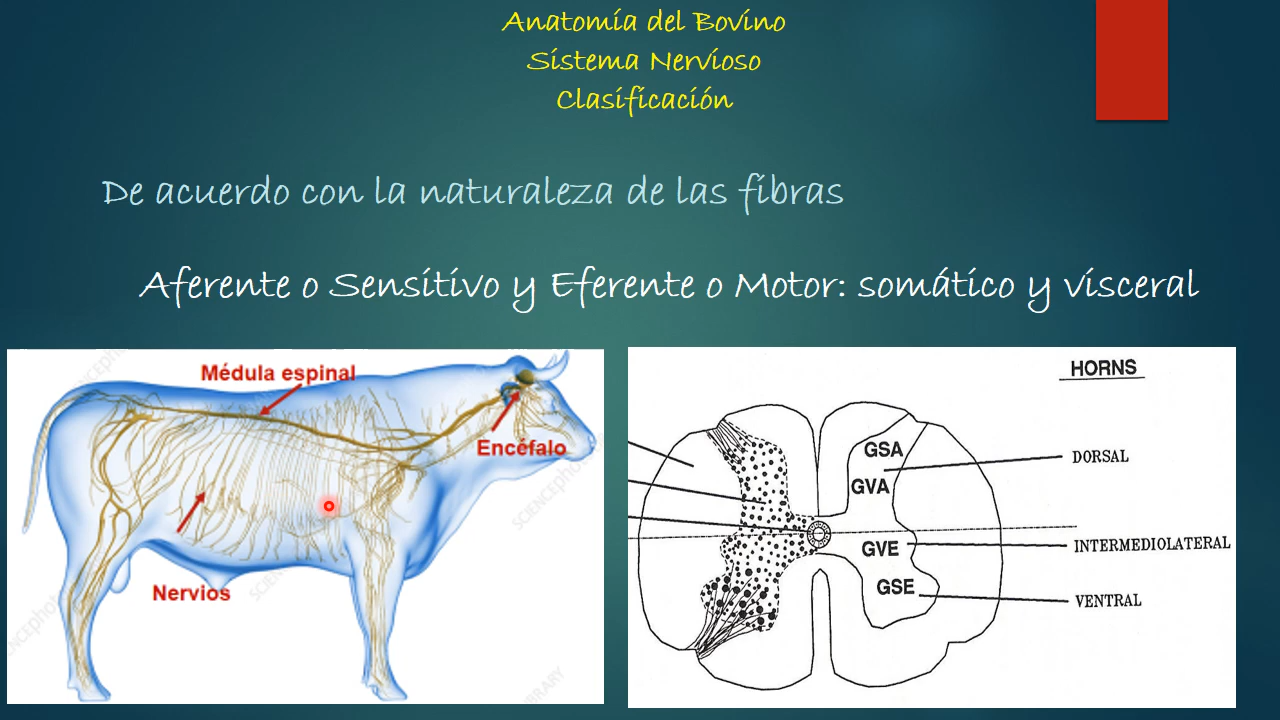 Anatomía del Bovino
Sistema Nervioso
Clasificación
De acuerdo con la naturaleza de las fibras
Aferente o Sensitivo y Eferente o Motor: somático y visceral
Médula espinal
Encéfalo
Nervios
HORNS
GSA
DORSAL
GVA
GVE
INTERMEDIOLATERAL
GSE
VENTRAL